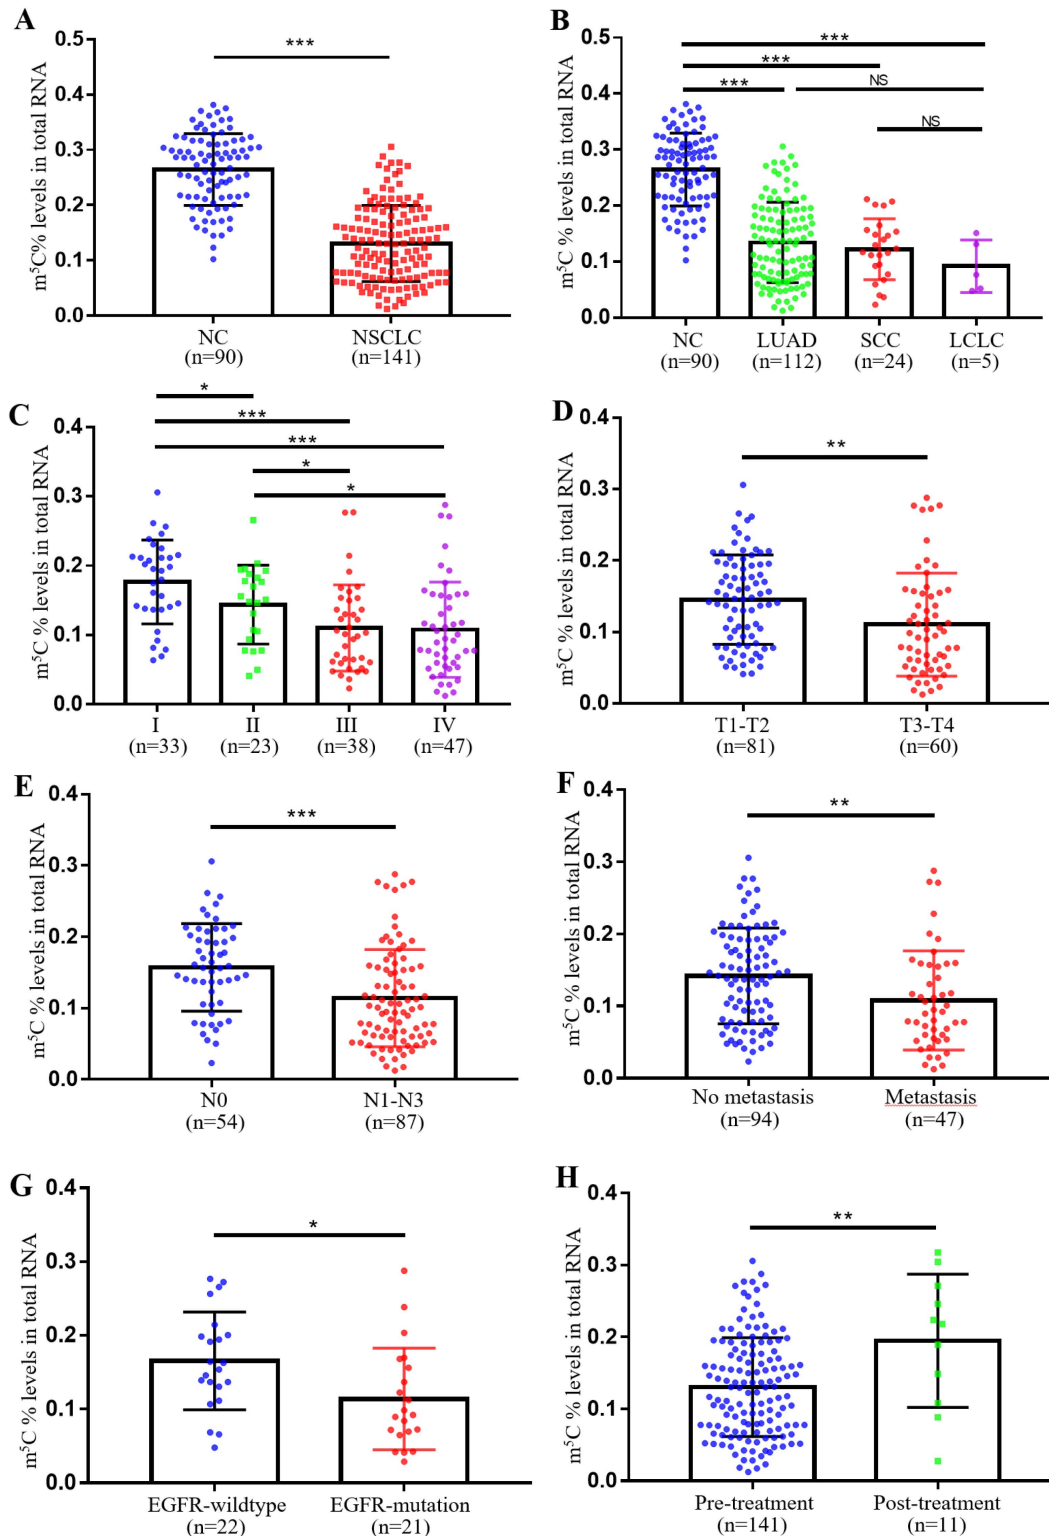 A
m⁵C% levels in total RNA
0.5
0.4
0.3
0.2
0.1
0.0
***
NC
(n=90)
NSCLC
(n=141)
B
m⁵C % levels in total RNA
0.5
0.4
0.3
0.2
0.1
0.0
***
***
***
NS
NS
NC
(n=90)
LUAD
(n=112)
SCC
(n=24)
LCLC
(n=5)
C
m⁵C % levels in total RNA
0.4
0.3
0.2
0.1
0.0
*
***
***
*
*
I
(n=33)
II
(n=23)
III
(n=38)
IV
(n=47)
D
m⁵C % levels in total RNA
0.4
0.3
0.2
0.1
0.0
**
T1-T2
(n=81)
T3-T4
(n=60)
E
m⁵C % levels in total RNA
0.4
0.3
0.2
0.1
0.0
***
N0
(n=54)
N1-N3
(n=87)
F
m⁵C % levels in total RNA
0.4
0.3
0.2
0.1
0.0
**
No metastasis
(n=94)
Metastasis
(n=47)
G
m⁵C % levels in total RNA
0.4
0.3
0.2
0.1
0.0
*
EGFR-wildtype
(n=22)
EGFR-mutation
(n=21)
H
m⁵C % levels in total RNA
0.4
0.3
0.2
0.1
0.0
**
Pre-treatment
(n=141)
Post-treatment
(n=11)